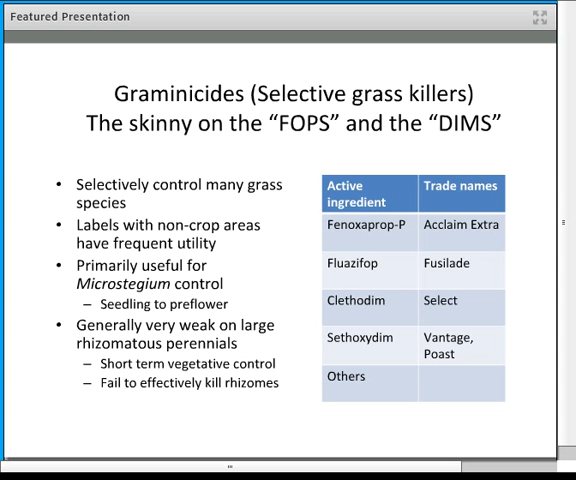 Featured Presentation
Graminicides (Selective grass killers)
The skinny on the “FOPS” and the “DIMS”
• Selectively control many grass
species
• Labels with non-crop areas
have frequent utility
• Primarily useful for
Microstegium control
– Seedling to preflower
• Generally very weak on large
rhizomatous perennials
– Short term vegetative control
– Fail to effectively kill rhizomes
Active ingredient Trade names
Fenoxaprop-P Acclaim Extra
Fluazifop Fusilade
Clethodim Select
Sethoxydim Vantage,
Poast
Others